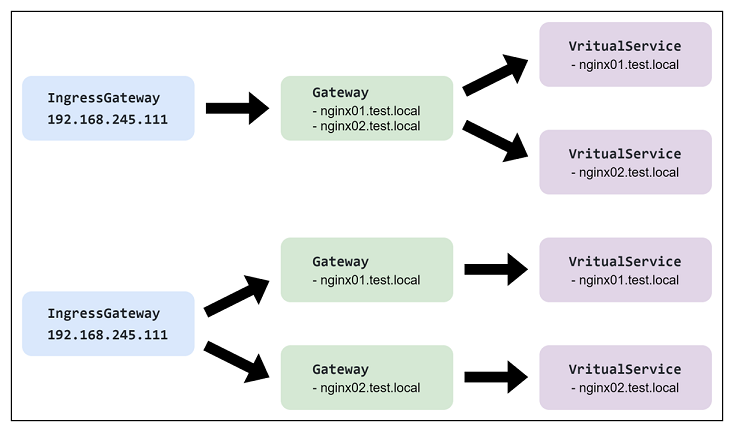 IngressGateway
192.168.245.111
Gateway
- nginx01.test.local
- nginx02.test.local
VritualService
- nginx01.test.local
VritualService
- nginx02.test.local
IngressGateway
192.168.245.111
Gateway
- nginx01.test.local
VritualService
- nginx01.test.local
Gateway
- nginx02.test.local
VritualService
- nginx02.test.local